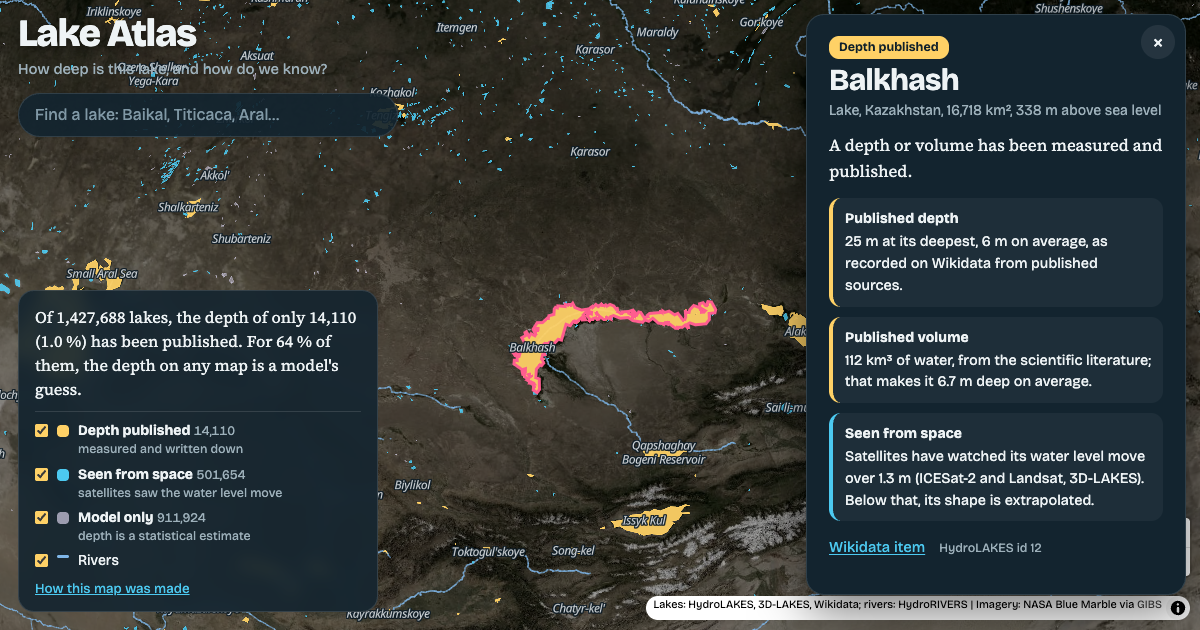 Lake Atlas
How deep is this lake, and how do we know?
Find a lake: Baikal, Titicaca, Aral...
Iriklinskoye
Itemgen
Maraldy
Gor'koye
Shushenskoye
Karasor
Aksuat
Ozero Shalkar
Yega-Kara
Kozhakol
Karasor
Akkol'
Shalkarteniz
Shubarteniz
Small Aral Sea
Balkhash
Qapshaghay
Bogeni Reservoir
Biylikol
Issyk Kul
Toktogul'skoye
Song-kel
Chatyr-kel'
Kayrakkumskoye
Of 1,427,688 lakes, the depth of only 14,110
(1.0 %) has been published. For 64 % of
them, the depth on any map is a model's
guess.
Depth published 14,110
measured and written down
Seen from space 501,654
satellites saw the water level move
Model only 911,924
depth is a statistical estimate
Rivers
How this map was made
Depth published
×
Balkhash
Lake, Kazakhstan, 16,718 km², 338 m above sea level
A depth or volume has been measured and
published.
Published depth
25 m at its deepest, 6 m on average, as
recorded on Wikidata from published
sources.
Published volume
112 km³ of water, from the scientific literature;
that makes it 6.7 m deep on average.
Seen from space
Satellites have watched its water level move
over 1.3 m (ICESat-2 and Landsat, 3D-LAKES).
Below that, its shape is extrapolated.
Wikidata item HydroLAKES id 12
Lakes: HydroLAKES, 3D-LAKES, Wikidata; rivers: HydroRIVERS | Imagery: NASA Blue Marble via GIBS